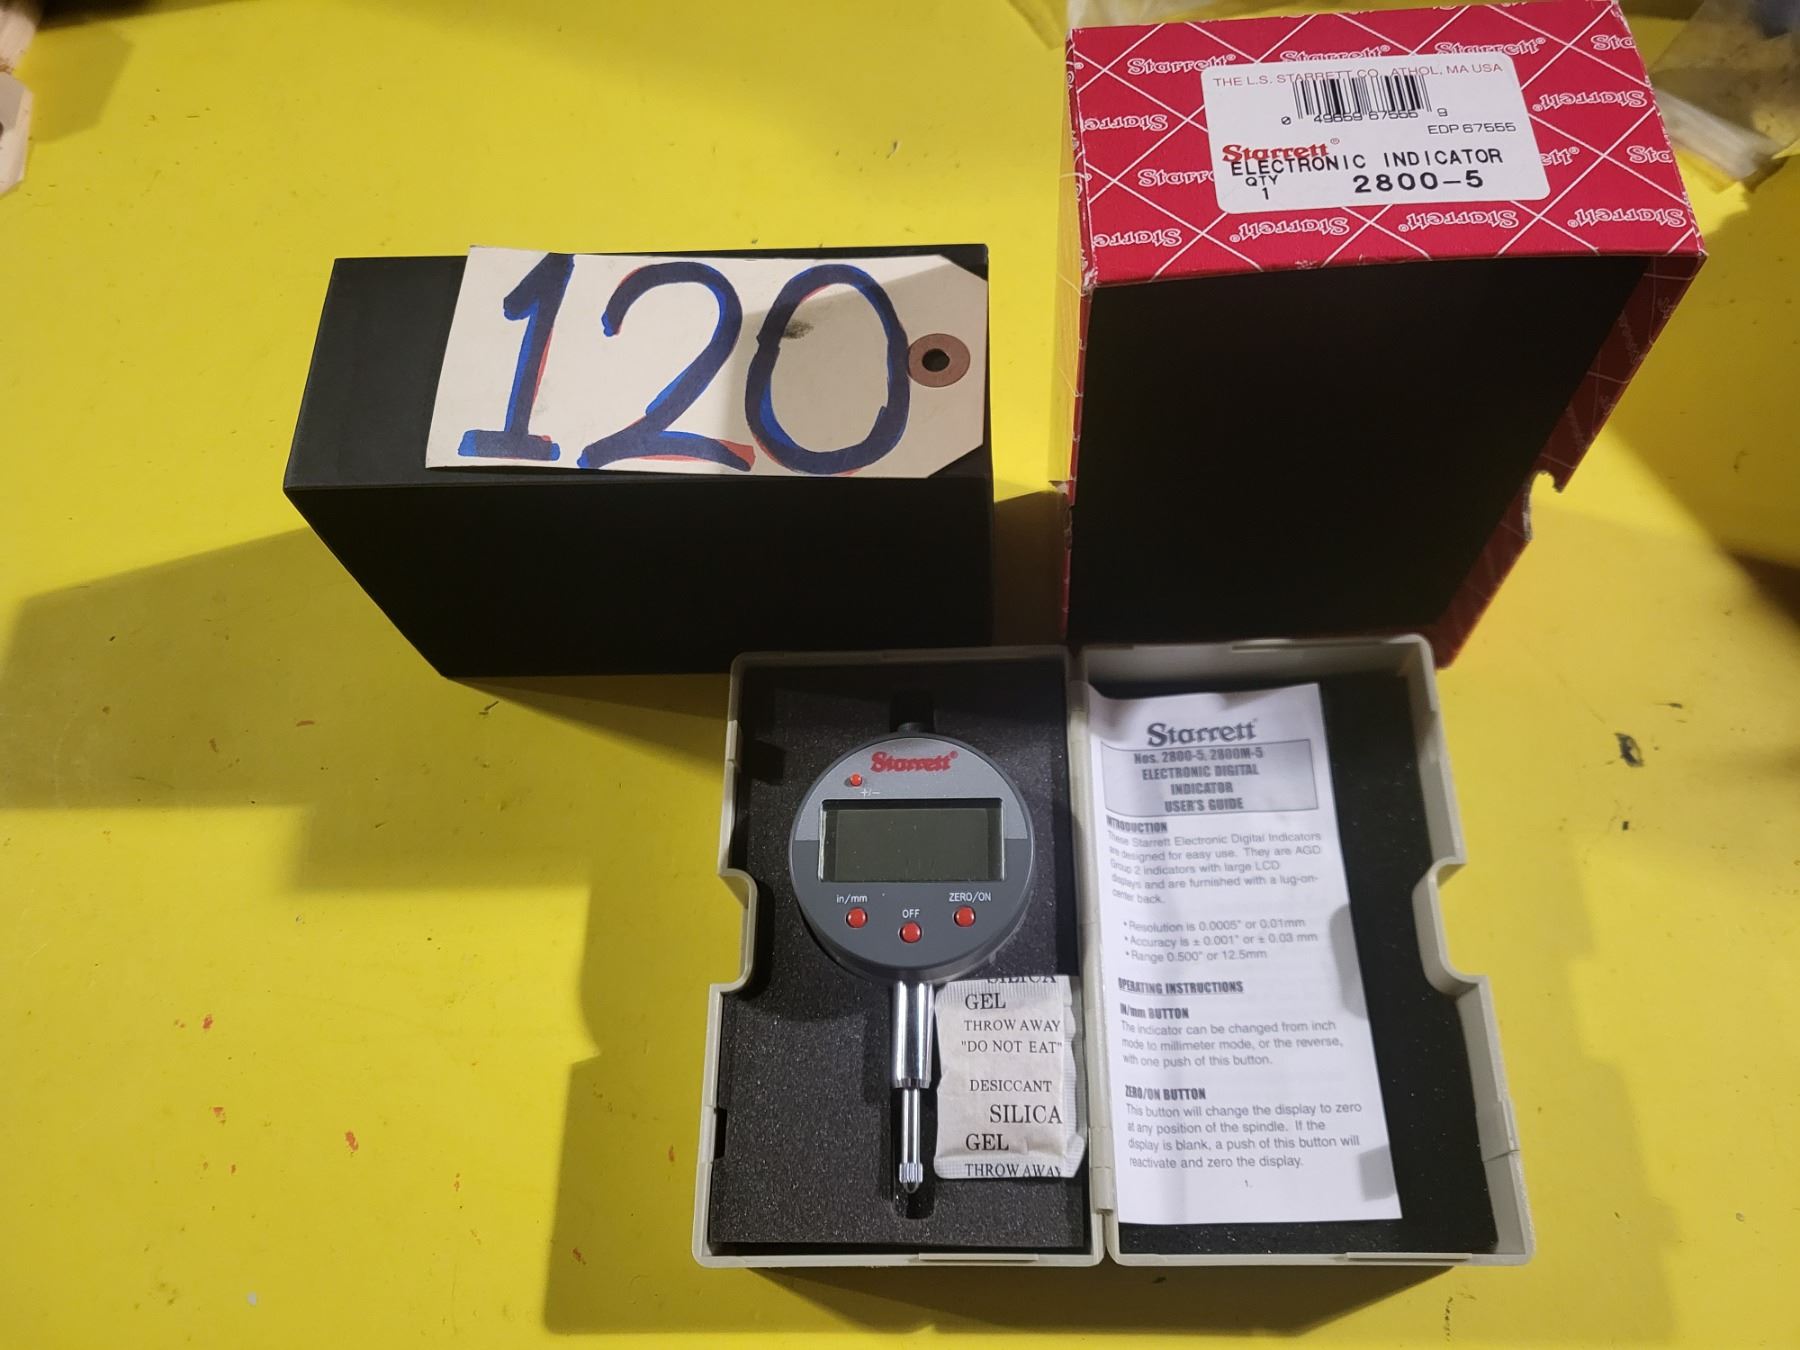 120
THE L.S. STARRETT CO. ATHOL, MA USA
0 49659 67555 9
EDP 67555
Starrett®
ELECTRONIC INDICATOR
QTY
1
2800-5
Starrett®
+/−
in/mm
OFF
ZERO/ON
SILICA
GEL
THROW AWAY
"DO NOT EAT"
DESICCANT
SILICA
GEL
THROW AWAY
Starrett®
Nos. 2800-5, 2800M-5
ELECTRONIC DIGITAL
INDICATOR
USER'S GUIDE
INTRODUCTION
These Starrett Electronic Digital Indicators
are designed for easy use. They are AGD
Group 2 indicators with large LCD
displays and are furnished with a lug-on-
center back.
• Resolution is 0.0005" or 0.01mm
• Accuracy is ± 0.001" or ± 0.03 mm
• Range 0.500" or 12.5mm
OPERATING INSTRUCTIONS
IN/mm BUTTON
The indicator can be changed from inch
mode to millimeter mode, or the reverse,
with one push of this button.
ZERO/ON BUTTON
This button will change the display to zero
at any position of the spindle. If the
display is blank, a push of this button will
reactivate and zero the display.
1.